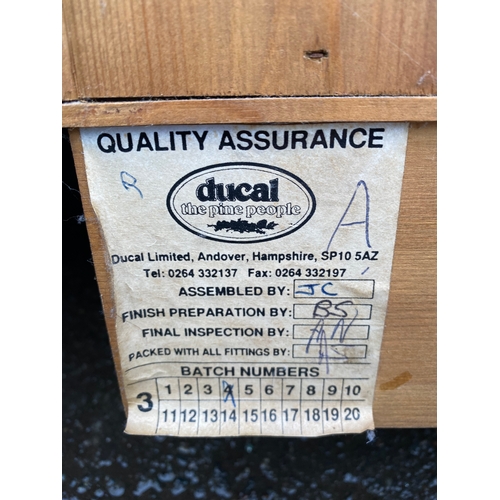 QUALITY ASSURANCE
ducal
the pine people
A
Ducal Limited, Andover, Hampshire, SP10 5AZ
Tel: 0264 332137 Fax: 0264 332197
ASSEMBLED BY: JC
FINISH PREPARATION BY: BS
FINAL INSPECTION BY: AN
PACKED WITH ALL FITTINGS BY:
BATCH NUMBERS
3
1 2 3 4 5 6 7 8 9 10
11 12 13 14 15 16 17 18 19 20